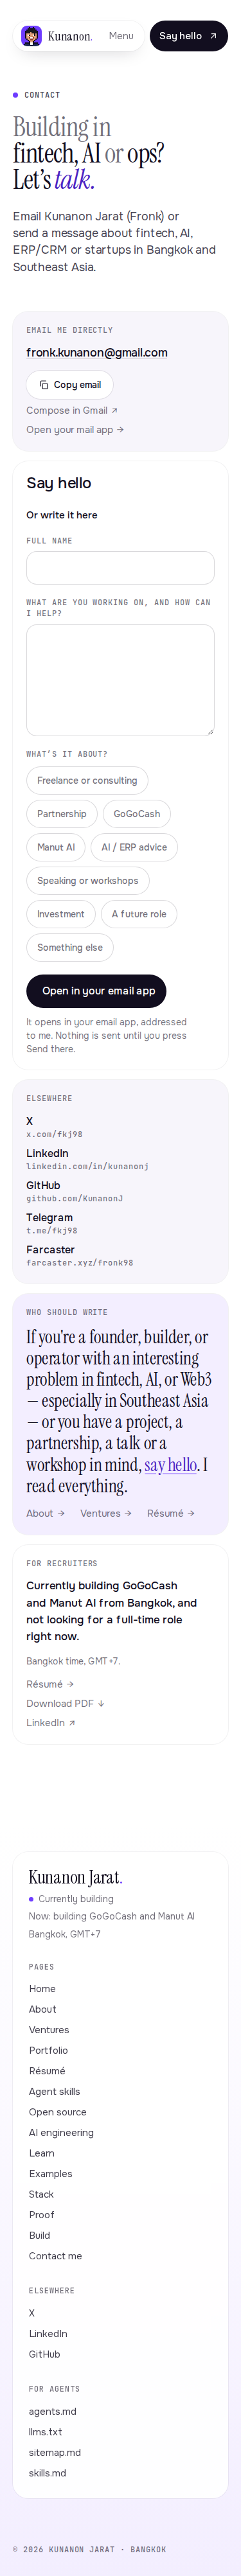 Kunanon.
Menu
Say hello ↗
CONTACT
Building in
fintech, AI or ops?
Let's talk.
Email Kunanon Jarat (Fronk) or
send a message about fintech, AI,
ERP/CRM or startups in Bangkok and
Southeast Asia.
EMAIL ME DIRECTLY
fronk.kunanon@gmail.com
Copy email
Compose in Gmail ↗
Open your mail app →
Say hello
Or write it here
FULL NAME
WHAT ARE YOU WORKING ON, AND HOW CAN
I HELP?
WHAT'S IT ABOUT?
Freelance or consulting
Partnership
GoGoCash
Manut AI
AI / ERP advice
Speaking or workshops
Investment
A future role
Something else
Open in your email app
It opens in your email app, addressed
to me. Nothing is sent until you press
Send there.
ELSEWHERE
X
x.com/fkj98
LinkedIn
linkedin.com/in/kunanonj
GitHub
github.com/KunanonJ
Telegram
t.me/fkj98
Farcaster
farcaster.xyz/fronk98
WHO SHOULD WRITE
If you're a founder, builder, or
operator with an interesting
problem in fintech, AI, or Web3
— especially in Southeast Asia
— or you have a project, a
partnership, a talk or a
workshop in mind, say hello. I
read everything.
About →
Ventures →
Résumé →
FOR RECRUITERS
Currently building GoGoCash
and Manut AI from Bangkok, and
not looking for a full-time role
right now.
Bangkok time, GMT+7.
Résumé →
Download PDF ↓
LinkedIn ↗
Kunanon Jarat.
Currently building
Now: building GoGoCash and Manut AI
Bangkok, GMT+7
PAGES
Home
About
Ventures
Portfolio
Résumé
Agent skills
Open source
AI engineering
Learn
Examples
Stack
Proof
Build
Contact me
ELSEWHERE
X
LinkedIn
GitHub
FOR AGENTS
agents.md
llms.txt
sitemap.md
skills.md
© 2026 KUNANON JARAT · BANGKOK